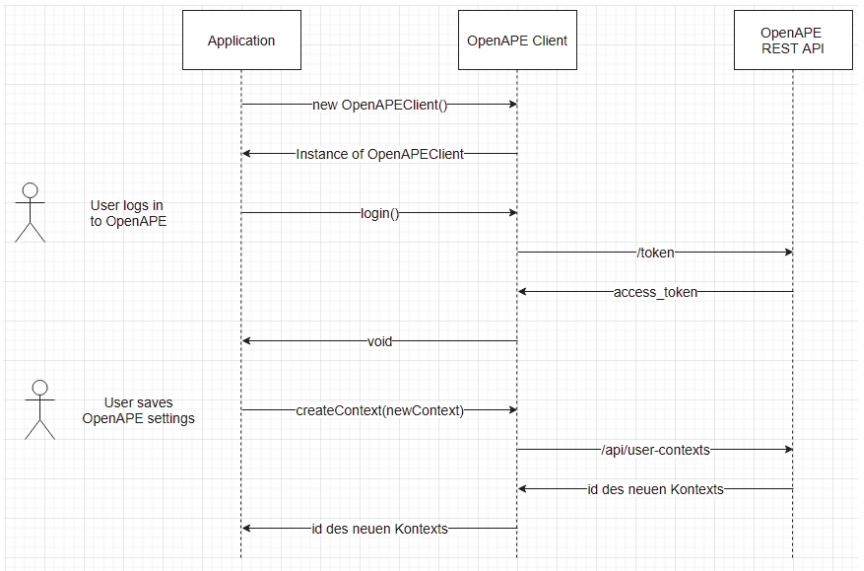 Application
OpenAPE Client
OpenAPE
REST API
new OpenAPEClient()
Instance of OpenAPEClient
User logs in
to OpenAPE
login()
/token
access_token
void
User saves
OpenAPE settings
createContext(newContext)
/api/user-contexts
id des neuen Kontexts
id des neuen Kontexts